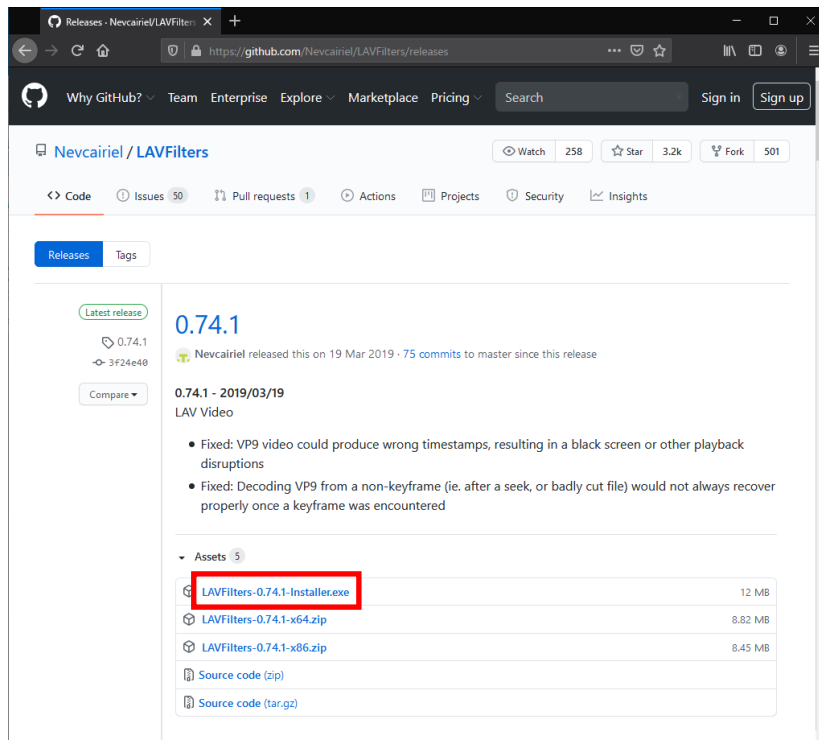 Releases · Nevcairiel/LAVFilters
https://github.com/Nevcairiel/LAVFilters/releases
Why GitHub? Team Enterprise Explore Marketplace Pricing Search Sign in Sign up
Nevcairiel / LAVFilters
Watch 258 Star 3.2k Fork 501
Code Issues 50 Pull requests 1 Actions Projects Security Insights
Releases Tags
Latest release
0.74.1
3f24e40
Compare
0.74.1
Nevcairiel released this on 19 Mar 2019 · 75 commits to master since this release
0.74.1 - 2019/03/19
LAV Video
• Fixed: VP9 video could produce wrong timestamps, resulting in a black screen or other playback
disruptions
• Fixed: Decoding VP9 from a non-keyframe (ie. after a seek, or badly cut file) would not always recover
properly once a keyframe was encountered
Assets 5
LAVFilters-0.74.1-Installer.exe 12 MB
LAVFilters-0.74.1-x64.zip 8.82 MB
LAVFilters-0.74.1-x86.zip 8.45 MB
Source code (zip)
Source code (tar.gz)